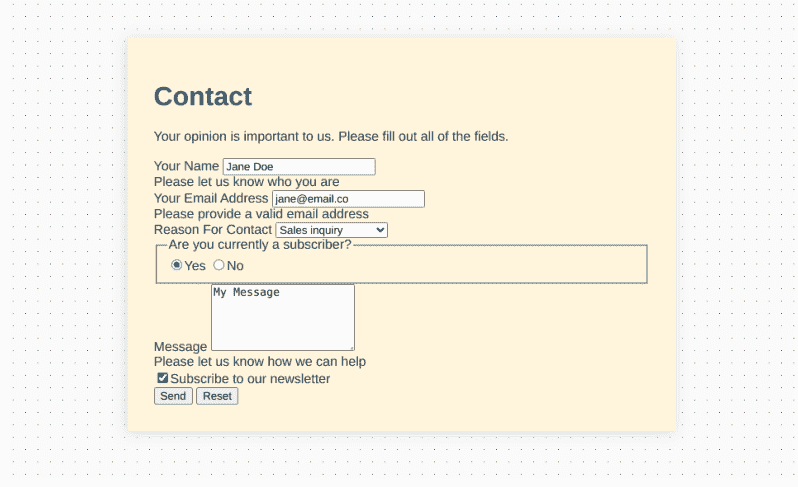 Contact
Your opinion is important to us. Please fill out all of the fields.
Your Name Jane Doe
Please let us know who you are
Your Email Address jane@email.co
Please provide a valid email address
Reason For Contact Sales inquiry
Are you currently a subscriber?
Yes No
My Message
Message
Please let us know how we can help
Subscribe to our newsletter
Send Reset